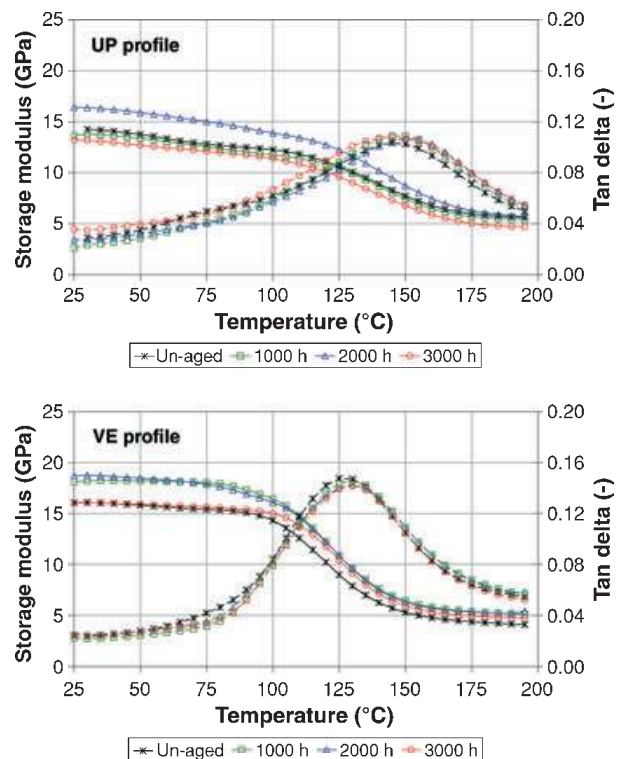 UP profile
Storage modulus (GPa)
25
20
15
10
5
0
0.20
0.16
0.12
0.08
0.04
0.00
Tan delta (-)
25 50 75 100 125 150 175 200
Temperature (°C)
Un-aged 1000 h 2000 h 3000 h
VE profile
Storage modulus (GPa)
25
20
15
10
5
0
0.20
0.16
0.12
0.08
0.04
0.00
Tan delta (-)
25 50 75 100 125 150 175 200
Temperature (°C)
Un-aged 1000 h 2000 h 3000 h